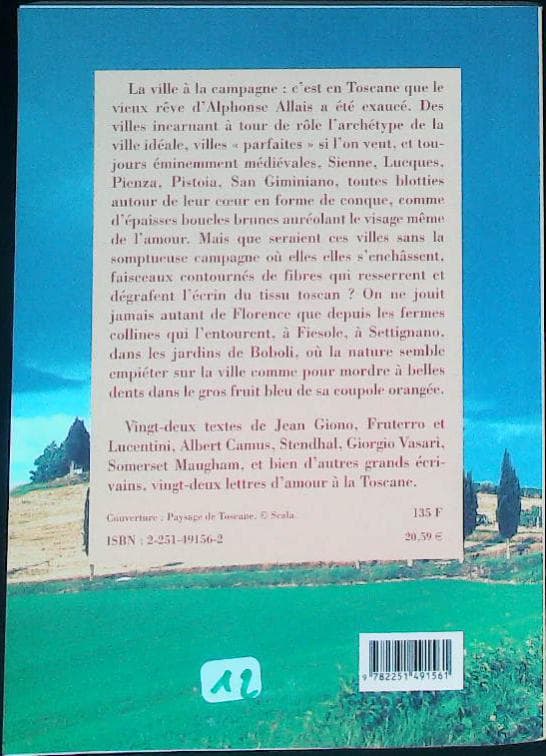 La ville à la campagne : c'est en Toscane que le
vieux rêve d'Alphonse Allais a été exaucé. Des
villes incarnant à tour de rôle l'archétype de la
ville idéale, villes « parfaites » si l'on veut, et tou-
jours éminemment médiévales, Sienne, Lucques,
Pienza, Pistoia, San Giminiano, toutes blotties
autour de leur cœur en forme de conque, comme
d'épaisses boucles brunes auréolant le visage même
de l'amour. Mais que seraient ces villes sans la
somptueuse campagne où elles elles s'enchâssent,
faisceaux contournés de fibres qui resserrent et
dégrafent l'écrin du tissu toscan ? On ne jouit
jamais autant de Florence que depuis les fermes
collines qui l'entourent, à Fiesole, à Settignano,
dans les jardins de Boboli, où la nature semble
empiéter sur la ville comme pour mordre à belles
dents dans le gros fruit bleu de sa coupole orangée.
Vingt-deux textes de Jean Giono, Fruterro et
Lucentini, Albert Camus, Stendhal, Giorgio Vasari,
Somerset Maugham, et bien d'autres grands écri-
vains, vingt-deux lettres d'amour à la Toscane.
Couverture : Paysage de Toscane, © Scala.
135 F
ISBN : 2-251-49156-2
20,59 €
9 782251 491561
12